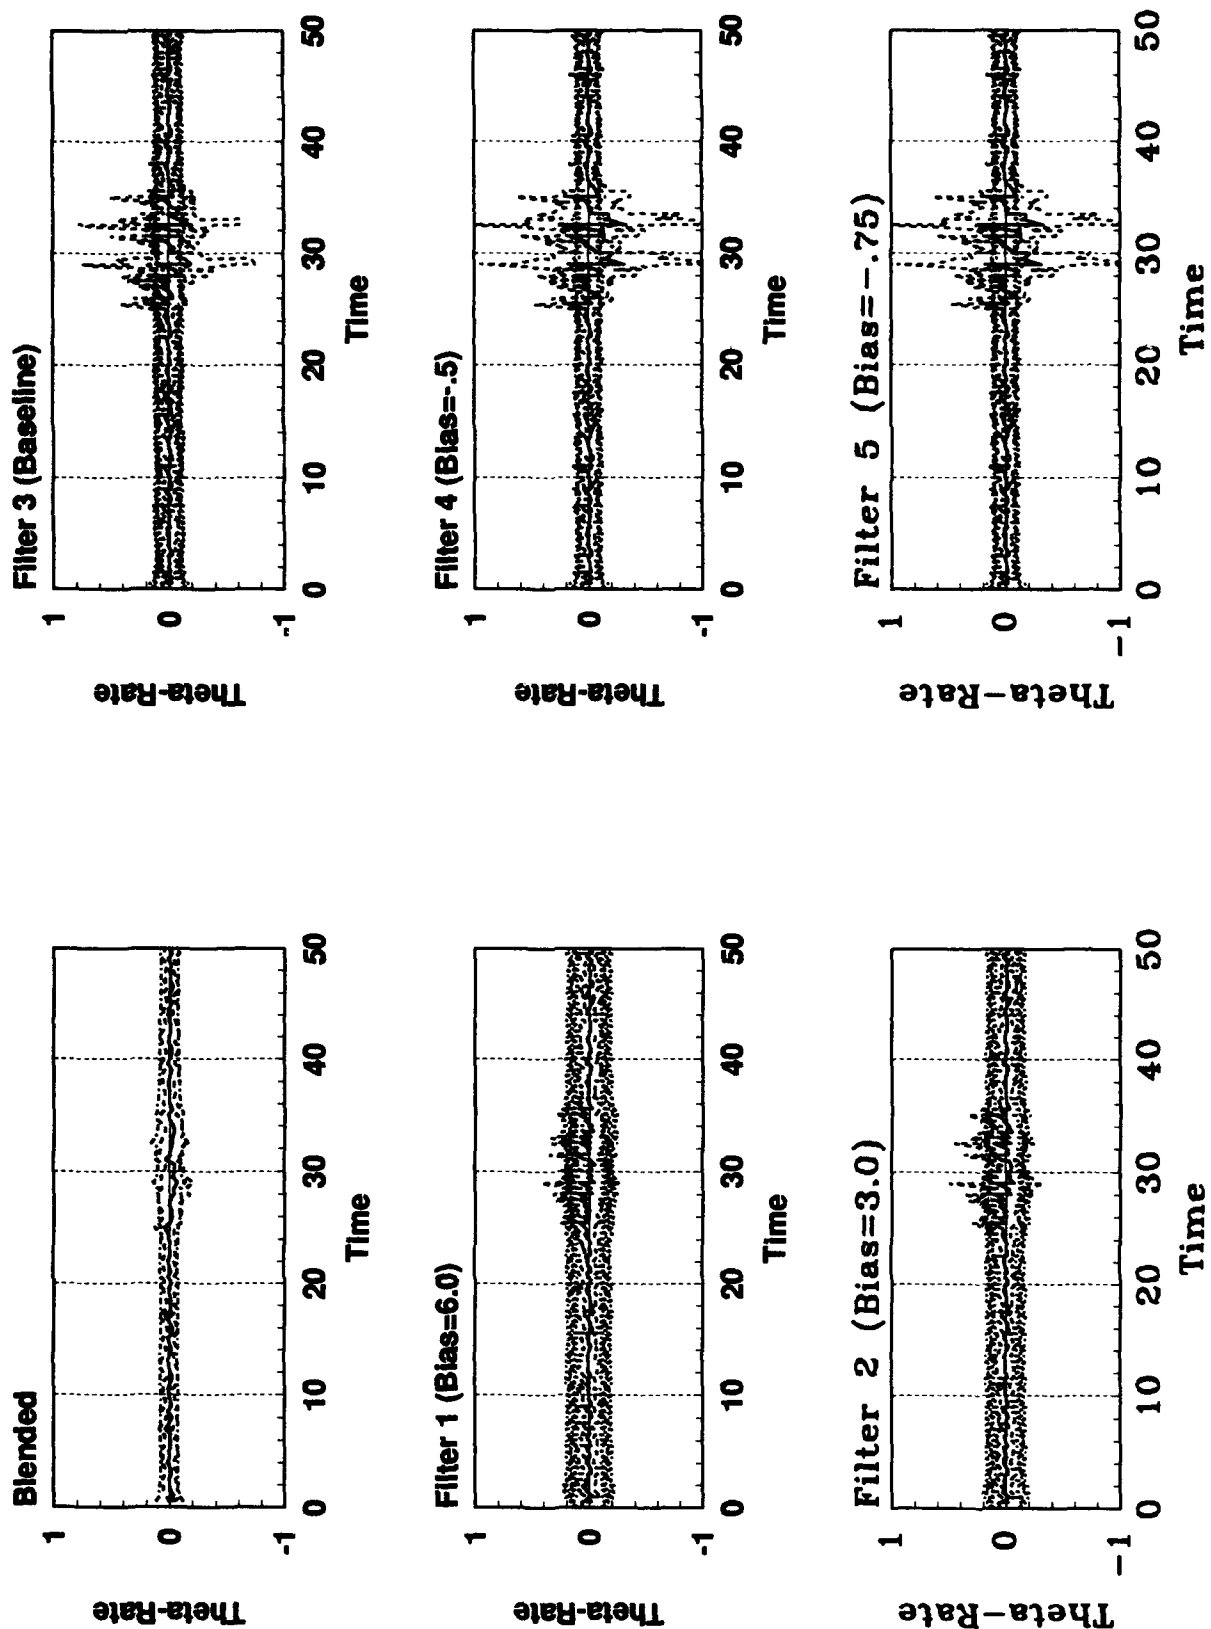 Blended
1
0
-1
Theta-Rate
0 10 20 30 40 50
Time
Filter 3 (Baseline)
1
0
-1
Theta-Rate
0 10 20 30 40 50
Time
Filter 1 (Bias=6.0)
1
0
-1
Theta-Rate
0 10 20 30 40 50
Time
Filter 4 (Bias=-.5)
1
0
-1
Theta-Rate
0 10 20 30 40 50
Time
Filter 2 (Bias=3.0)
1
0
-1
Theta-Rate
0 10 20 30 40 50
Time
Filter 5 (Bias=-.75)
1
0
-1
Theta-Rate
0 10 20 30 40 50
Time